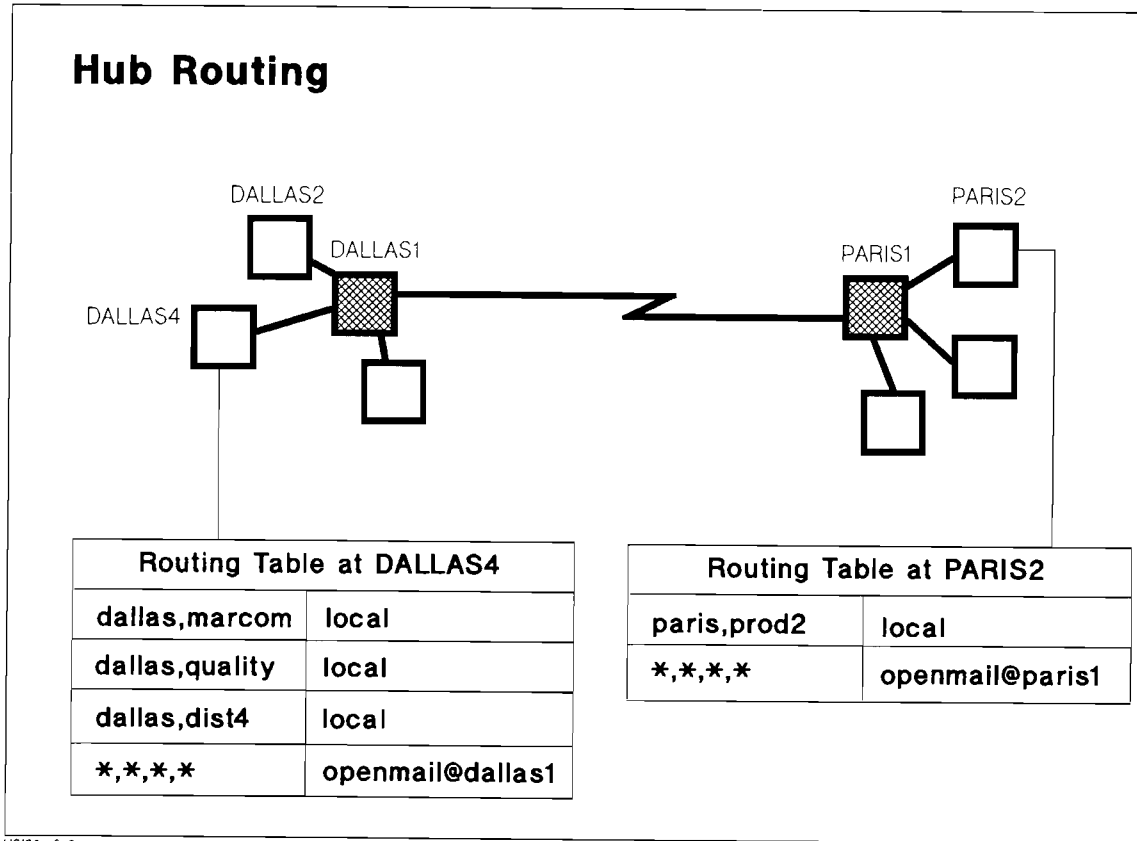 Hub Routing
DALLAS2
PARIS2
DALLAS1
PARIS1
DALLAS4
Routing Table at DALLAS4
dallas,marcom local
dallas,quality local
dallas,dist4 local
*,*,*,* openmail@dallas1
Routing Table at PARIS2
paris,prod2 local
*,*,*,* openmail@paris1